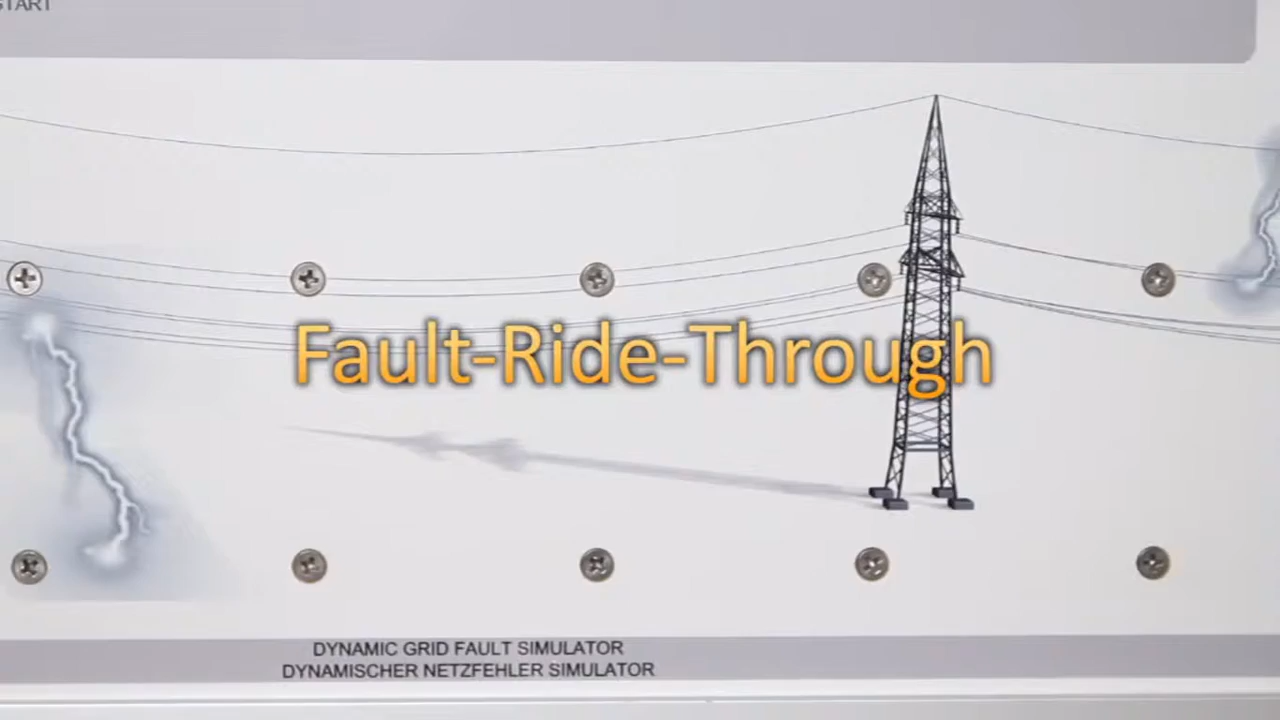 START
Fault-Ride-Through
DYNAMIC GRID FAULT SIMULATOR
DYNAMISCHER NETZFEHLER SIMULATOR